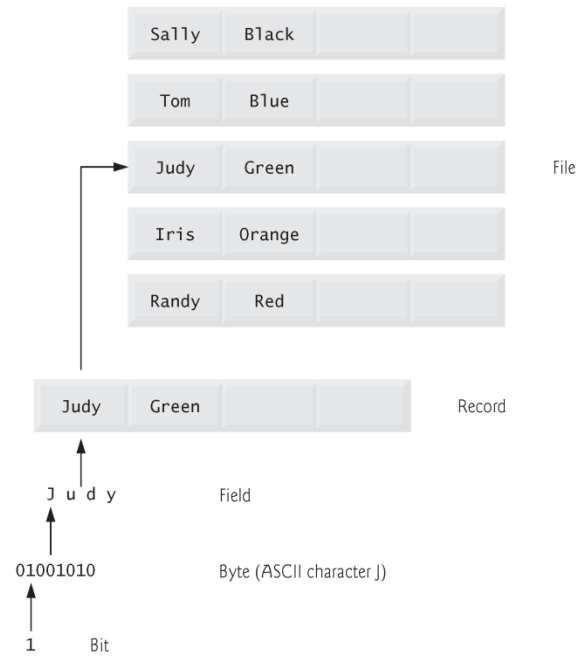 Sally Black
Tom Blue
Judy Green File
Iris Orange
Randy Red
Judy Green Record
J u d y Field
01001010 Byte (ASCII character J)
1 Bit